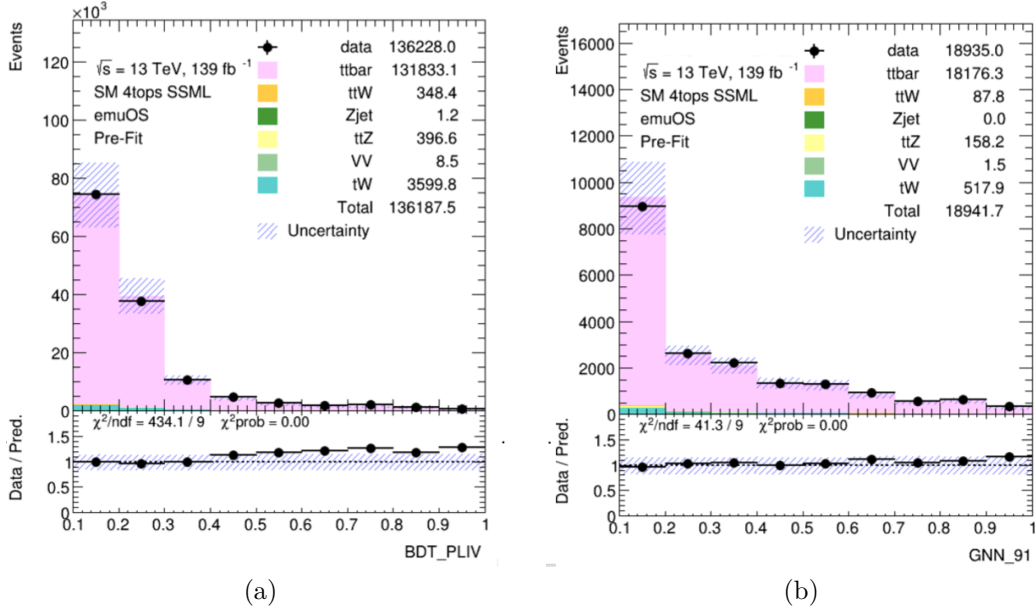 ×10³
Events
120
100
80
60
40
20
0
√s = 13 TeV, 139 fb⁻¹
SM 4tops SSML
emuOS
Pre-Fit
data 136228.0
ttbar 131833.1
ttW 348.4
Zjet 1.2
ttZ 396.6
VV 8.5
tW 3599.8
Total 136187.5
Uncertainty
χ²/ndf = 434.1 / 9 χ²prob = 0.00
Data / Pred.
1.5
1
0.5
0
0.1 0.2 0.3 0.4 0.5 0.6 0.7 0.8 0.9 1
BDT_PLIV
(a)
Events
16000
14000
12000
10000
8000
6000
4000
2000
0
√s = 13 TeV, 139 fb⁻¹
SM 4tops SSML
emuOS
Pre-Fit
data 18935.0
ttbar 18176.3
ttW 87.8
Zjet 0.0
ttZ 158.2
VV 1.5
tW 517.9
Total 18941.7
Uncertainty
χ²/ndf = 41.3 / 9 χ²prob = 0.00
Data / Pred.
1.5
1
0.5
0
0.1 0.2 0.3 0.4 0.5 0.6 0.7 0.8 0.9 1
GNN_91
(b)